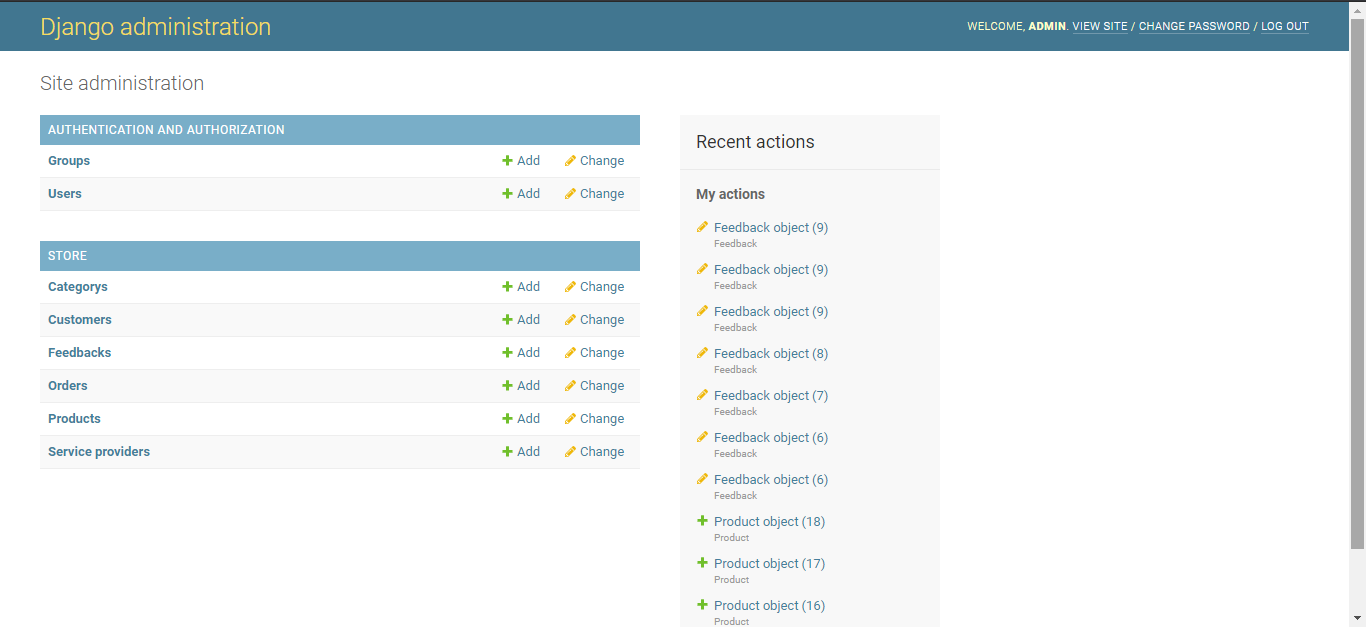 Django administration
WELCOME, ADMIN. VIEW SITE / CHANGE PASSWORD / LOG OUT
Site administration
AUTHENTICATION AND AUTHORIZATION
Groups Add Change
Users Add Change
STORE
Categorys Add Change
Customers Add Change
Feedbacks Add Change
Orders Add Change
Products Add Change
Service providers Add Change
Recent actions
My actions
Feedback object (9)
Feedback
Feedback object (9)
Feedback
Feedback object (9)
Feedback
Feedback object (8)
Feedback
Feedback object (7)
Feedback
Feedback object (6)
Feedback
Feedback object (6)
Feedback
Product object (18)
Product
Product object (17)
Product
Product object (16)
Product